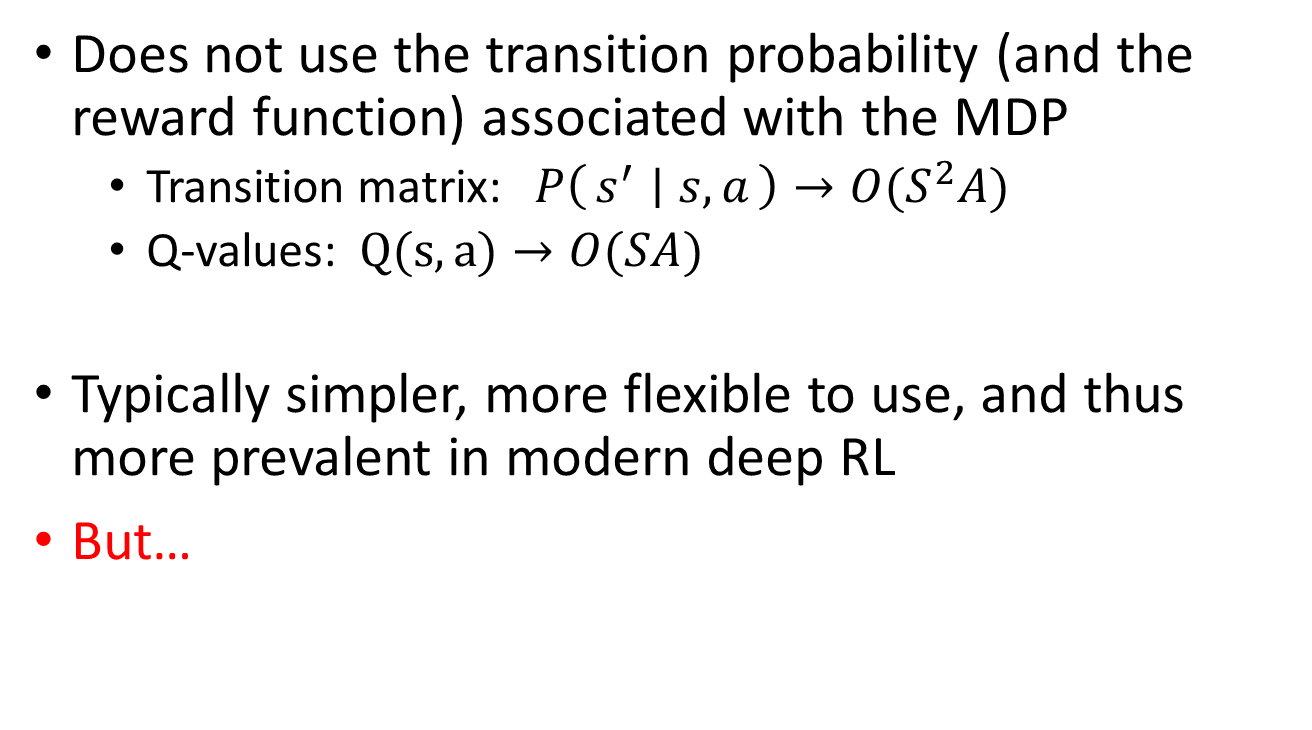 • Does not use the transition probability (and the
reward function) associated with the MDP
• Transition matrix: 𝑃( 𝑠′ | 𝑠, 𝑎 ) → 𝑂(𝑆²𝐴)
• Q-values: Q(s, a) → 𝑂(𝑆𝐴)
• Typically simpler, more flexible to use, and thus
more prevalent in modern deep RL
• But…